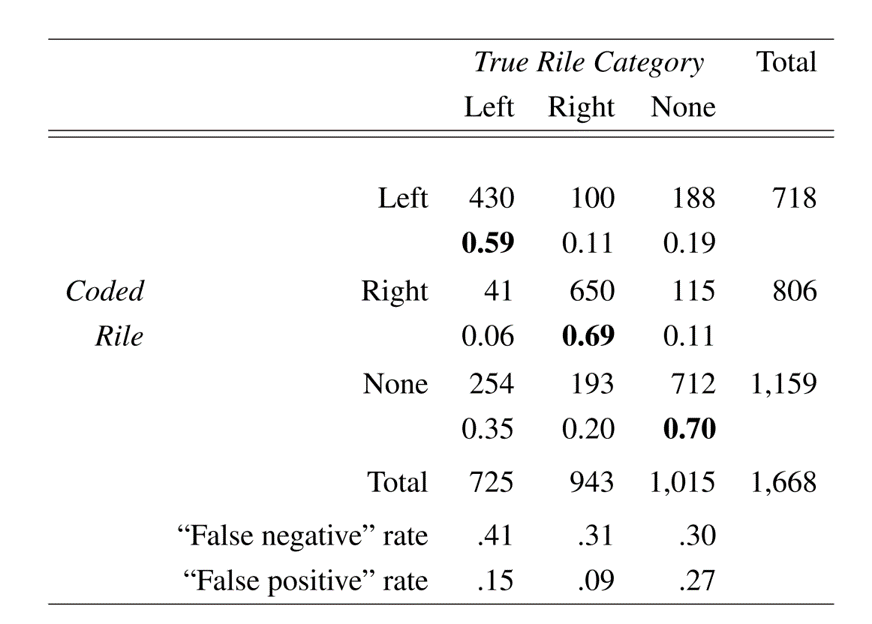 True Rile Category Total
Left Right None
Left 430 100 188 718
0.59 0.11 0.19
Coded Right 41 650 115 806
Rile 0.06 0.69 0.11
None 254 193 712 1,159
0.35 0.20 0.70
Total 725 943 1,015 1,668
“False negative” rate .41 .31 .30
“False positive” rate .15 .09 .27